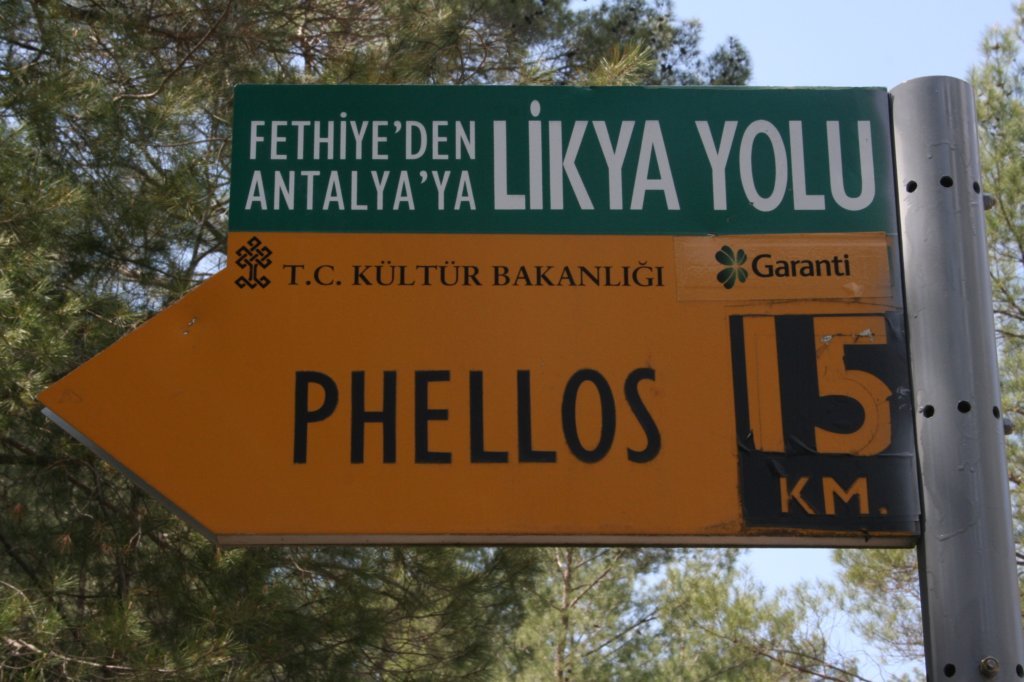 FETHİYE'DEN
ANTALYA'YA
LİKYA YOLU
T.C. KÜLTÜR BAKANLIĞI
Garanti
PHELLOS
15
KM.